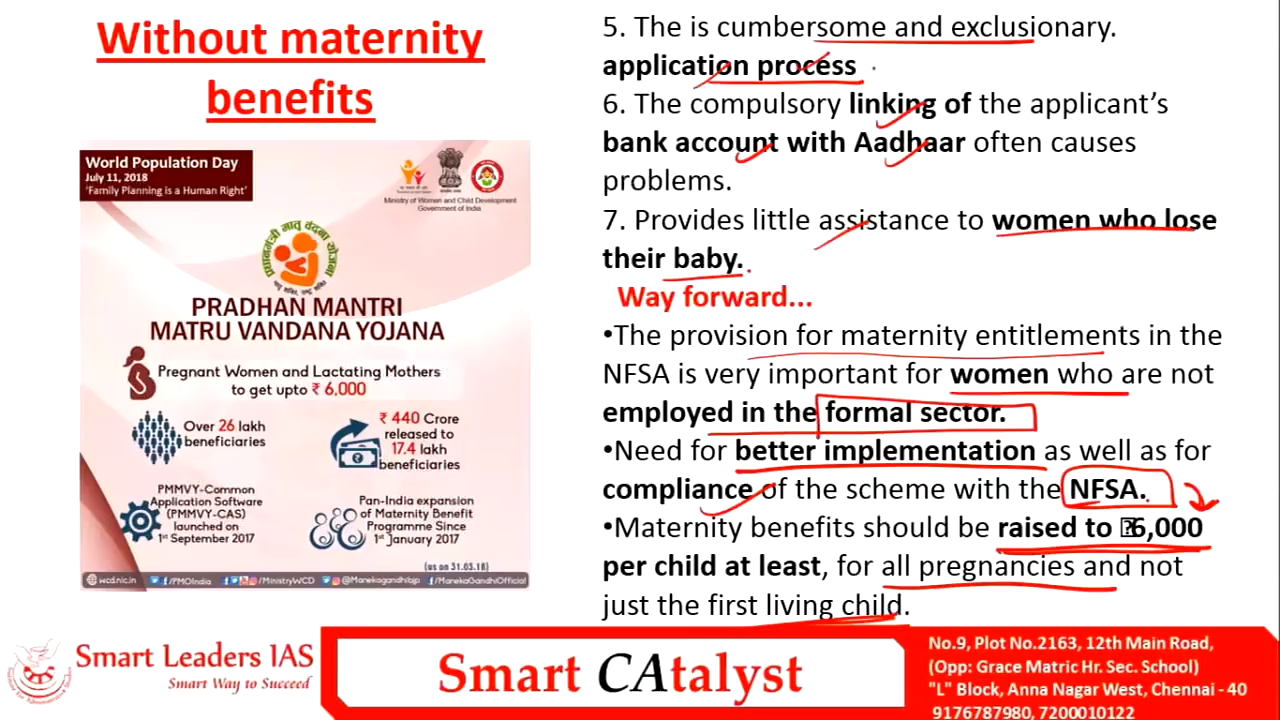 Without maternity
benefits
World Population Day
July 11, 2018
'Family Planning is a Human Right'
Ministry of Women and Child Development
Government of India
प्रधानमंत्री मातृ वंदना योजना
PRADHAN MANTRI
MATRU VANDANA YOJANA
Pregnant Women and Lactating Mothers
to get upto ₹ 6,000
Over 26 lakh
beneficiaries
₹ 440 Crore
released to
17.4 lakh
beneficiaries
PMMVY-Common
Application Software
(PMMVY-CAS)
launched on
1st September 2017
Pan-India expansion
of Maternity Benefit
Programme Since
1st January 2017
(as on 31.03.18)
wcd.nic.in
/PMOIndia
/MinistryWCD
@Manekagandhibjp
/ManekaGandhiOfficial
5. The is cumbersome and exclusionary.
application process
6. The compulsory linking of the applicant's
bank account with Aadhaar often causes
problems.
7. Provides little assistance to women who lose
their baby.
Way forward...
•The provision for maternity entitlements in the
NFSA is very important for women who are not
employed in the formal sector.
•Need for better implementation as well as for
compliance of the scheme with the NFSA.
•Maternity benefits should be raised to 6,000
per child at least, for all pregnancies and not
just the first living child.
Smart Leaders IAS
Smart Way to Succeed
Smart CAtalyst
No.9, Plot No.2163, 12th Main Road,
(Opp: Grace Matric Hr. Sec. School)
"L" Block, Anna Nagar West, Chennai - 40
9176787980, 7200010122